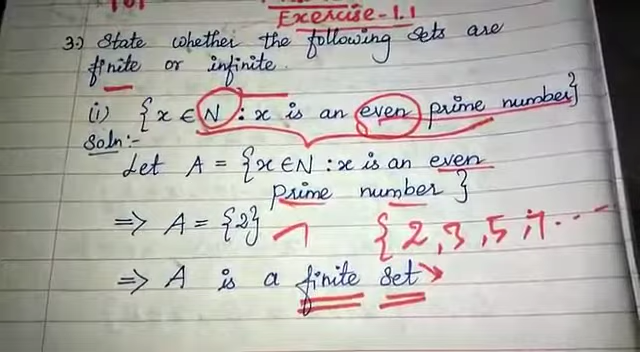 Exercise-1.1
3.) State whether the following sets are
finite or infinite.
(i) {x ∈ N : x is an even prime number}
Soln:-
Let A = {x ∈ N : x is an even
prime number}
⇒ A = {2}
{2, 3, 5, 7 ---
⇒ A is a finite set